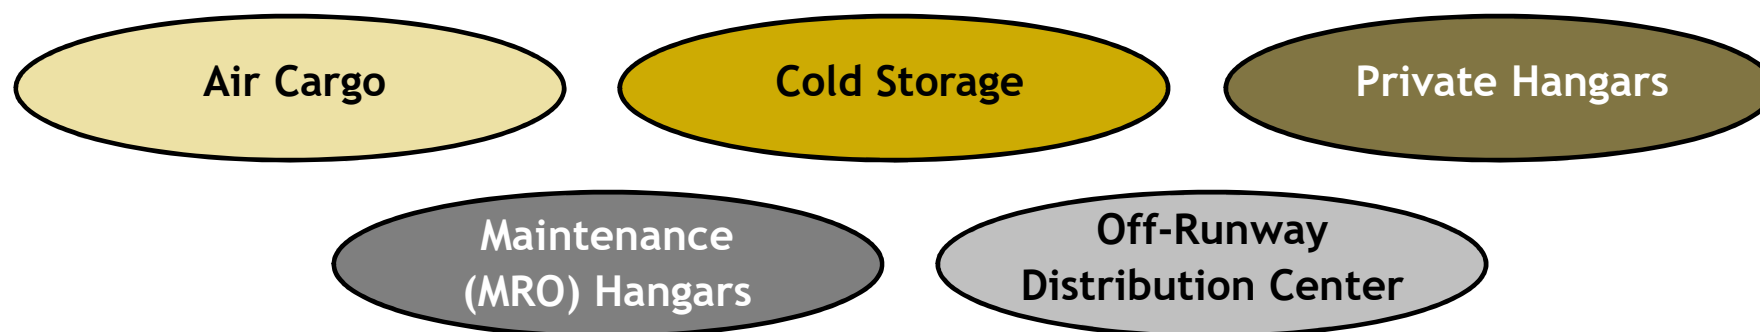 Air Cargo
Cold Storage
Private Hangars
Maintenance
(MRO) Hangars
Off-Runway
Distribution Center